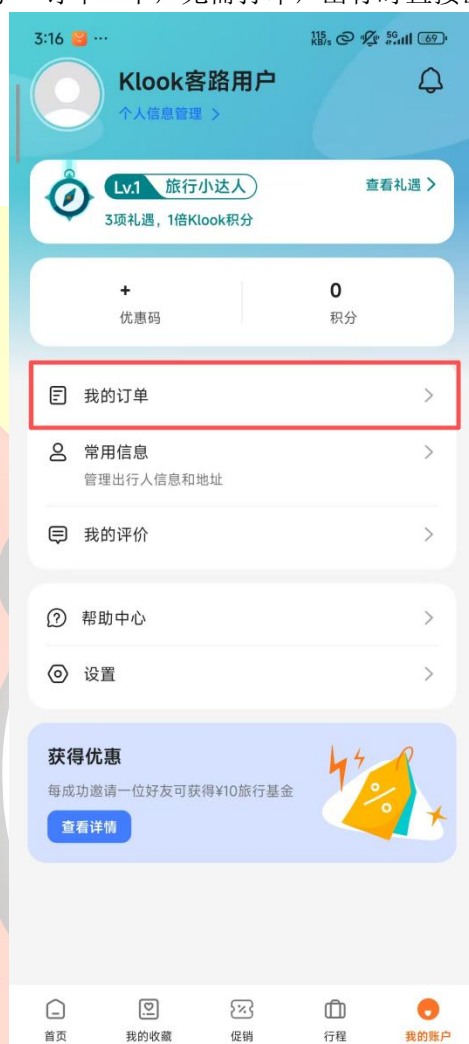 3:16 ... 115 KB/s 5G 69
Klook客路用户
个人信息管理 >
Lv.1 旅行小达人
查看礼遇 >
3项礼遇，1倍Klook积分
+ 0
优惠码 积分
我的订单
常用信息
管理出行人信息和地址
我的评价
帮助中心
设置
获得优惠
每成功邀请一位好友可获得¥10旅行基金
查看详情
首页 我的收藏 促销 行程 我的账户